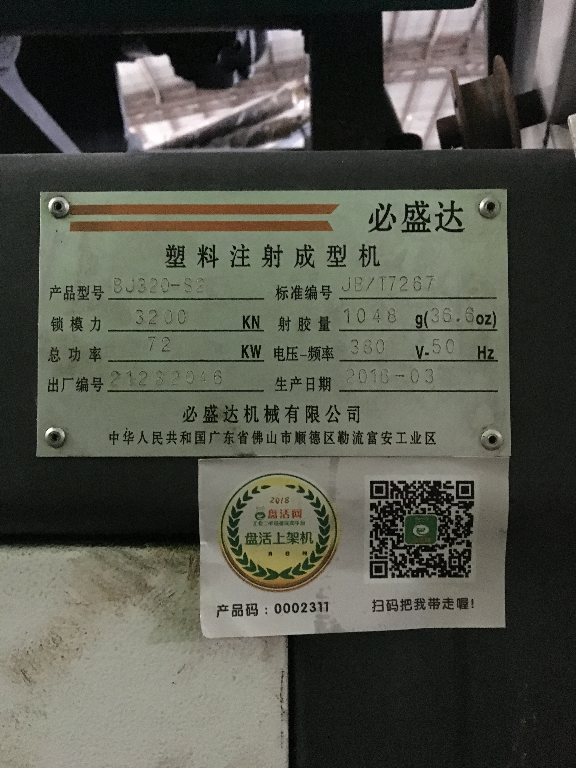 必盛达
塑料注射成型机
产品型号 BJ320-S2 标准编号 JB/T7267
锁模力 3200 KN 射胶量 1048 g(36.6oz)
总功率 72 KW 电压-频率 380 V-50 Hz
出厂编号 生产日期 2016-03
必盛达机械有限公司
中华人民共和国广东省佛山市顺德区勒流富安工业区
2018
盘活网
盘活上架机
产品码：0002311
扫码把我带走喔!